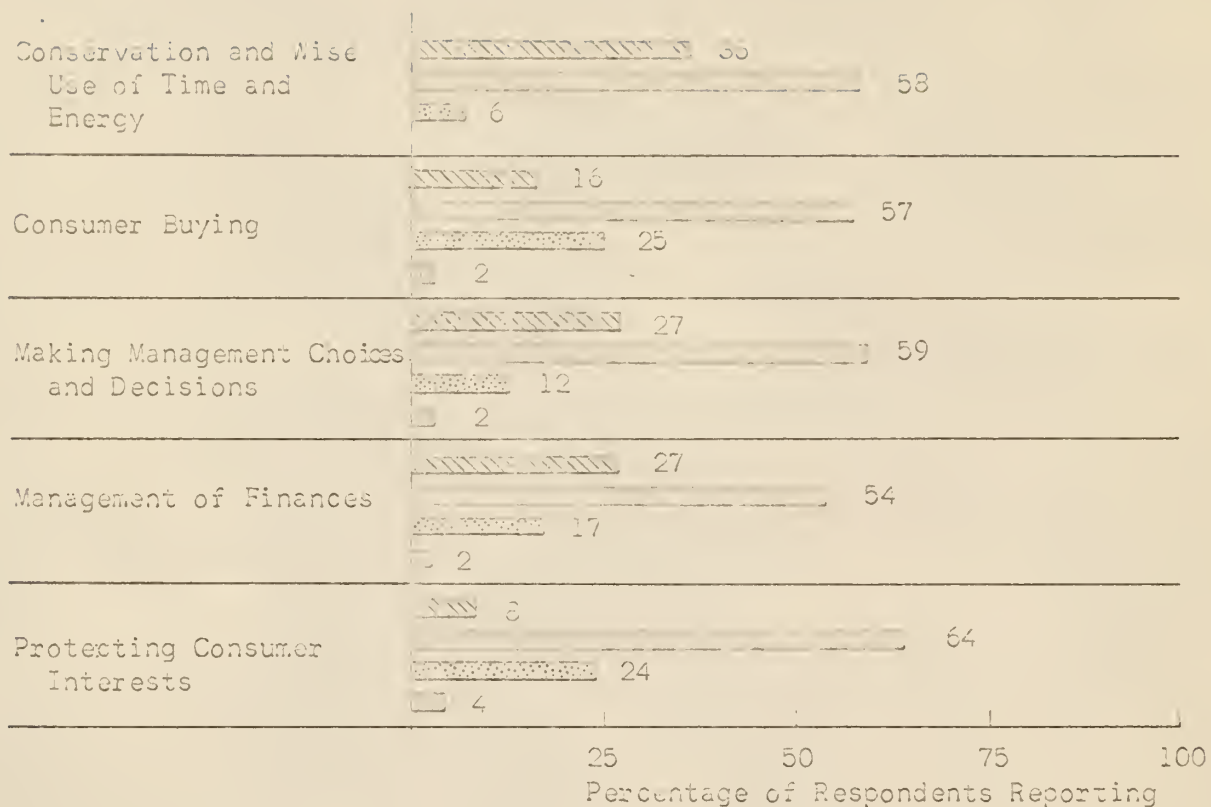 Conservation and Wise
Use of Time and
Energy
58
6
Consumer Buying
16
57
25
2
Making Management Choices
and Decisions
27
59
12
2
Management of Finances
27
54
17
2
Protecting Consumer
Interests
8
64
24
4
25 50 75 100
Percentage of Respondents Reporting